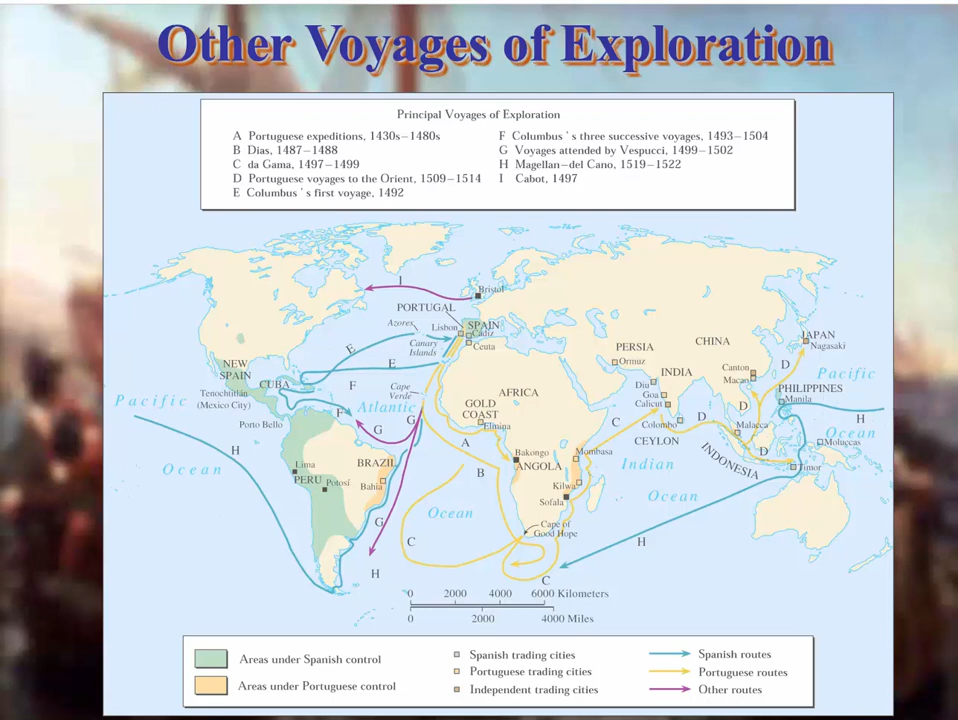 Other Voyages of Exploration
Principal Voyages of Exploration
A Portuguese expeditions, 1430s–1480s
B Dias, 1487–1488
C da Gama, 1497–1499
D Portuguese voyages to the Orient, 1509–1514
E Columbus ' s first voyage, 1492
F Columbus ' s three successive voyages, 1493–1504
G Voyages attended by Vespucci, 1499–1502
H Magellan–del Cano, 1519–1522
I Cabot, 1497
I
Bristol
PORTUGAL
Azores
Lisbon
SPAIN
Cadiz
Ceuta
Canary
Islands
E
E
JAPAN
Nagasaki
CHINA
PERSIA
Ormuz
INDIA
Canton
Macao
D
Pacific
NEW
SPAIN
CUBA
Tenochtitlán
(Mexico City)
F
Cape
Verde
AFRICA
Diu
Goa
Calicut
PHILIPPINES
Manila
Pacific
Atlantic
GOLD
COAST
Elmina
D
H
Porto Bello
F
G
G
C
Colombo
D
Malacca
Ocean
CEYLON
Moluccas
H
A
Bakongo
Mombasa
D
INDONESIA
Ocean
Lima
PERU
Potosí
BRAZIL
Bahia
B
ANGOLA
Indian
Timor
Kilwa
Sofala
Ocean
Ocean
G
Cape of
Good Hope
C
H
H
C
0 2000 4000 6000 Kilometers
0 2000 4000 Miles
Areas under Spanish control
Areas under Portuguese control
Spanish trading cities
Portuguese trading cities
Independent trading cities
Spanish routes
Portuguese routes
Other routes